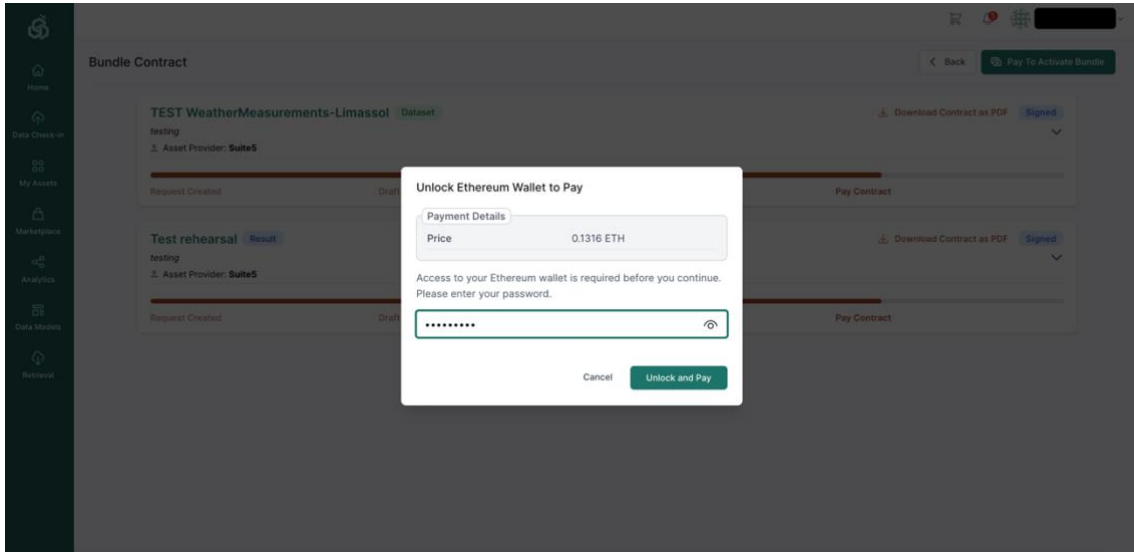 Bundle Contract
Back
Pay To Activate Bundle
Home
Data Check-in
My Assets
Marketplace
Analytics
Data Models
Retrieval
TEST WeatherMeasurements-Limassol Dataset
Download Contract as PDF Signed
testing
Asset Provider: Suite5
Request Created Draft Pay Contract
Test rehearsal Result
Download Contract as PDF Signed
testing
Asset Provider: Suite5
Request Created Draft Pay Contract
Unlock Ethereum Wallet to Pay
Payment Details
Price 0.1316 ETH
Access to your Ethereum wallet is required before you continue.
Please enter your password.
•••••••••
Cancel Unlock and Pay